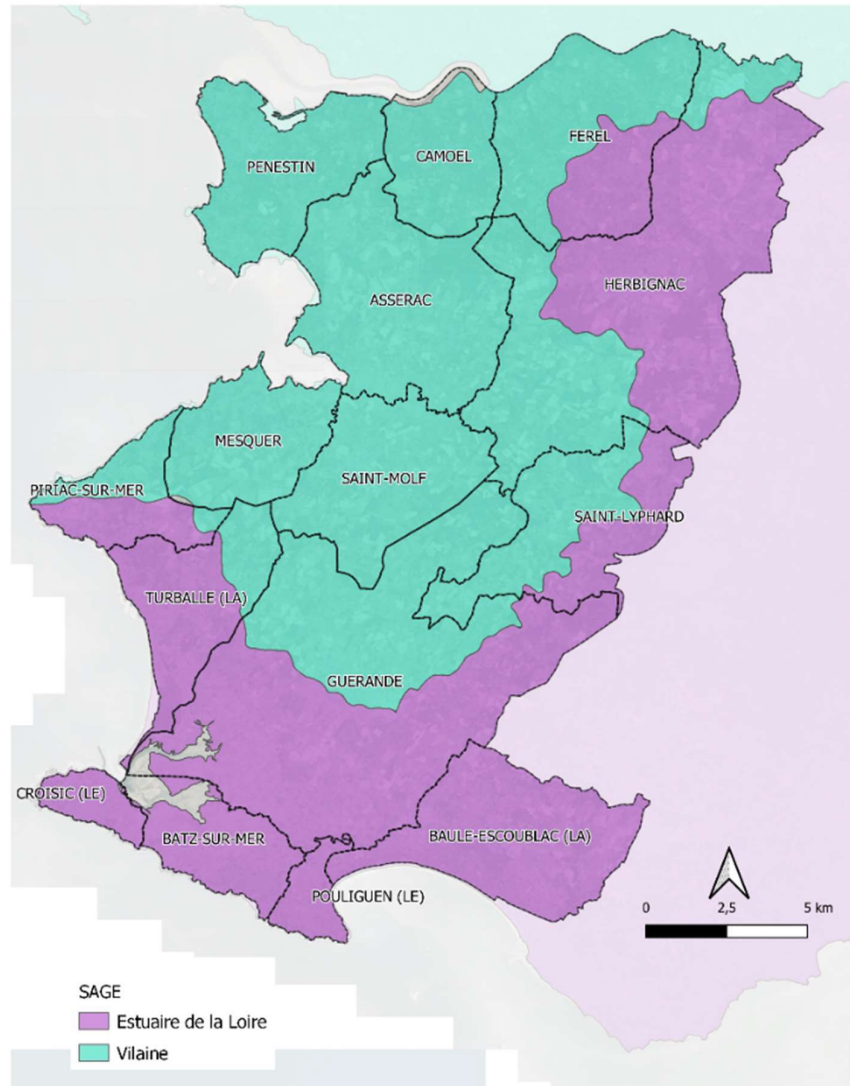 FEREL
CAMOEL
PENESTIN
HERBIGNAC
ASSERAC
MESQUER
SAINT-MOLF
PIRIAC-SUR-MER
SAINT-LYPHARD
TURBALLE (LA)
GUERANDE
CROISIC (LE)
BATZ-SUR-MER
BAULE-ESCOUBLAC (LA)
POULIGUEN (LE)
0 2,5 5 km
SAGE
Estuaire de la Loire
Vilaine